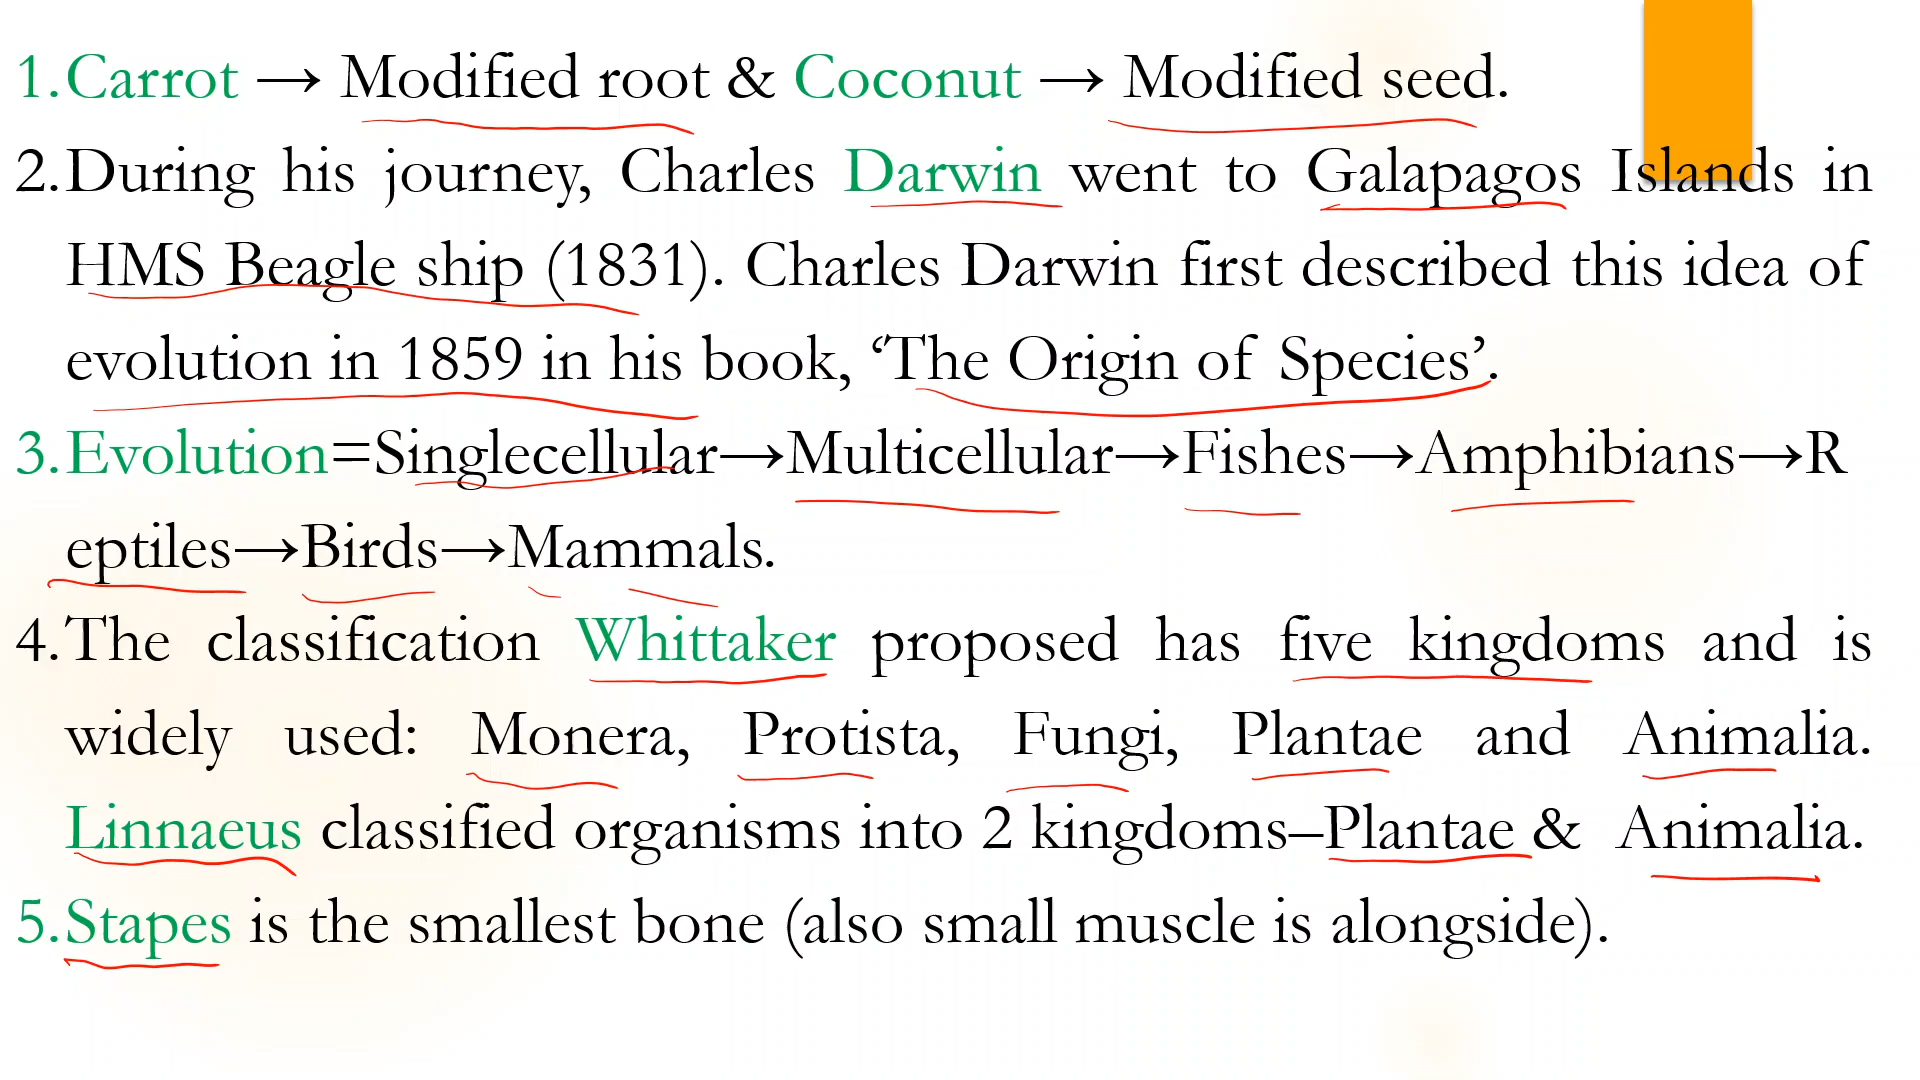 1.Carrot → Modified root & Coconut → Modified seed.
2.During his journey, Charles Darwin went to Galapagos Islands in
HMS Beagle ship (1831). Charles Darwin first described this idea of
evolution in 1859 in his book, ‘The Origin of Species’.
3.Evolution=Singlecellular→Multicellular→Fishes→Amphibians→R
eptiles→Birds→Mammals.
4.The classification Whittaker proposed has five kingdoms and is
widely used: Monera, Protista, Fungi, Plantae and Animalia.
Linnaeus classified organisms into 2 kingdoms–Plantae & Animalia.
5.Stapes is the smallest bone (also small muscle is alongside).